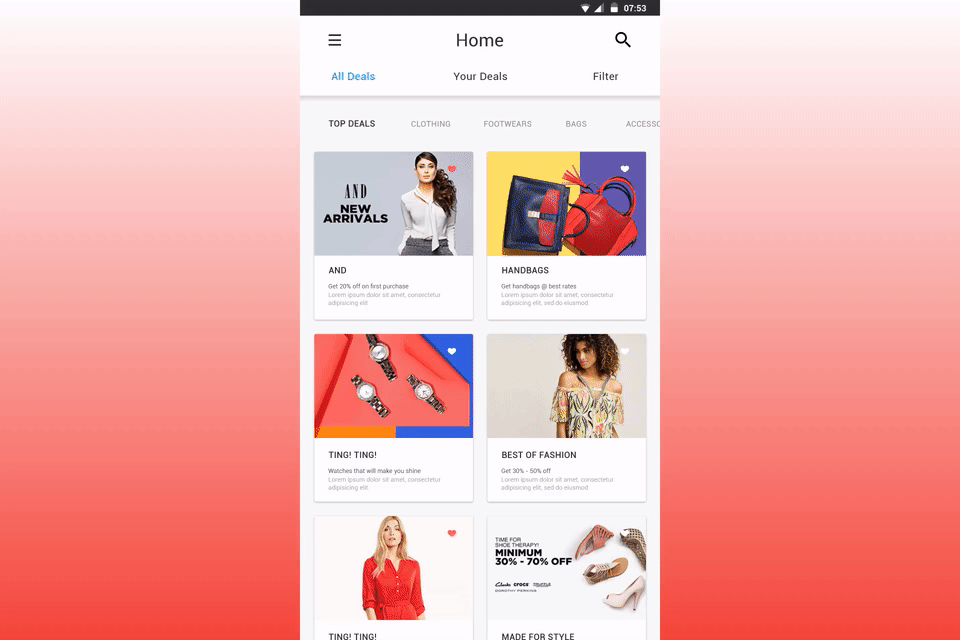 07:53
Home
All Deals
Your Deals
Filter
TOP DEALS
CLOTHING
FOOTWEARS
BAGS
ACCESSO
AND
NEW
ARRIVALS
AND
Get 20% off on first purchase
Lorem ipsum dolor sit amet, consectetur
adipisicing elit
HANDBAGS
Get handbags @ best rates
Lorem ipsum dolor sit amet, consectetur
adipisicing elit, sed do eiusmod
TING! TING!
Watches that will make you shine
Lorem ipsum dolor sit amet, consectetur
adipisicing elit
BEST OF FASHION
Get 30% - 50% off
Lorem ipsum dolor sit amet, consectetur
adipisicing elit, sed do eiusmod
TING! TING!
TIME FOR
SHOE THERAPY!
MINIMUM
30% - 70% OFF
Clarks crocs
DOROTHY PERKINS
MADE FOR STYLE